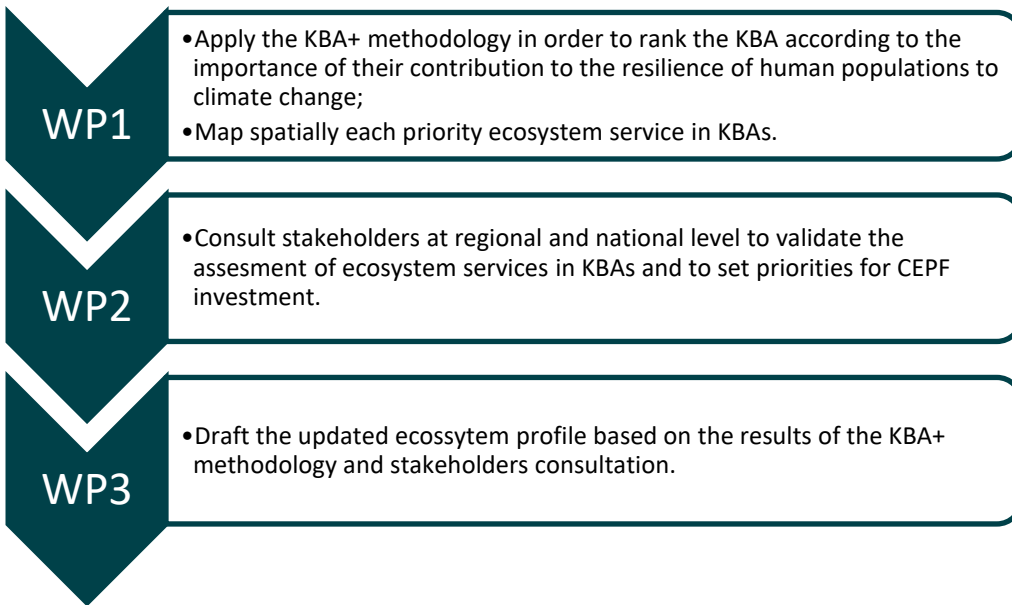 WP1
•Apply the KBA+ methodology in order to rank the KBA according to the
importance of their contribution to the resilience of human populations to
climate change;
•Map spatially each priority ecosystem service in KBAs.
WP2
•Consult stakeholders at regional and national level to validate the
assesment of ecosystem services in KBAs and to set priorities for CEPF
investment.
WP3
•Draft the updated ecossytem profile based on the results of the KBA+
methodology and stakeholders consultation.